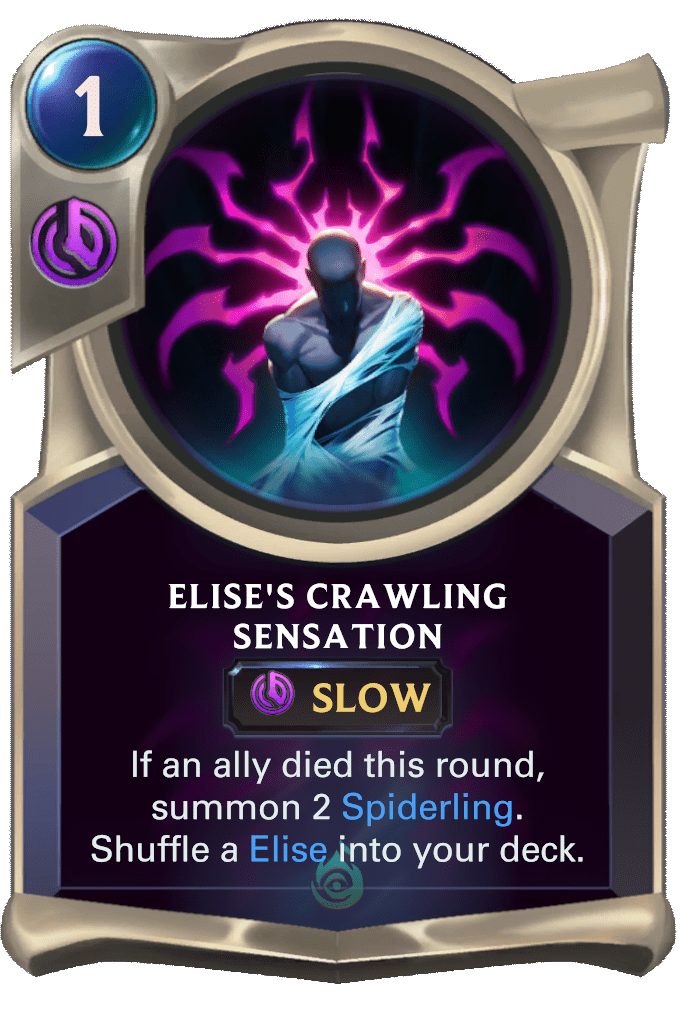 1
ELISE'S CRAWLING
SENSATION
SLOW
If an ally died this round,
summon 2 Spiderling.
Shuffle a Elise into your deck.